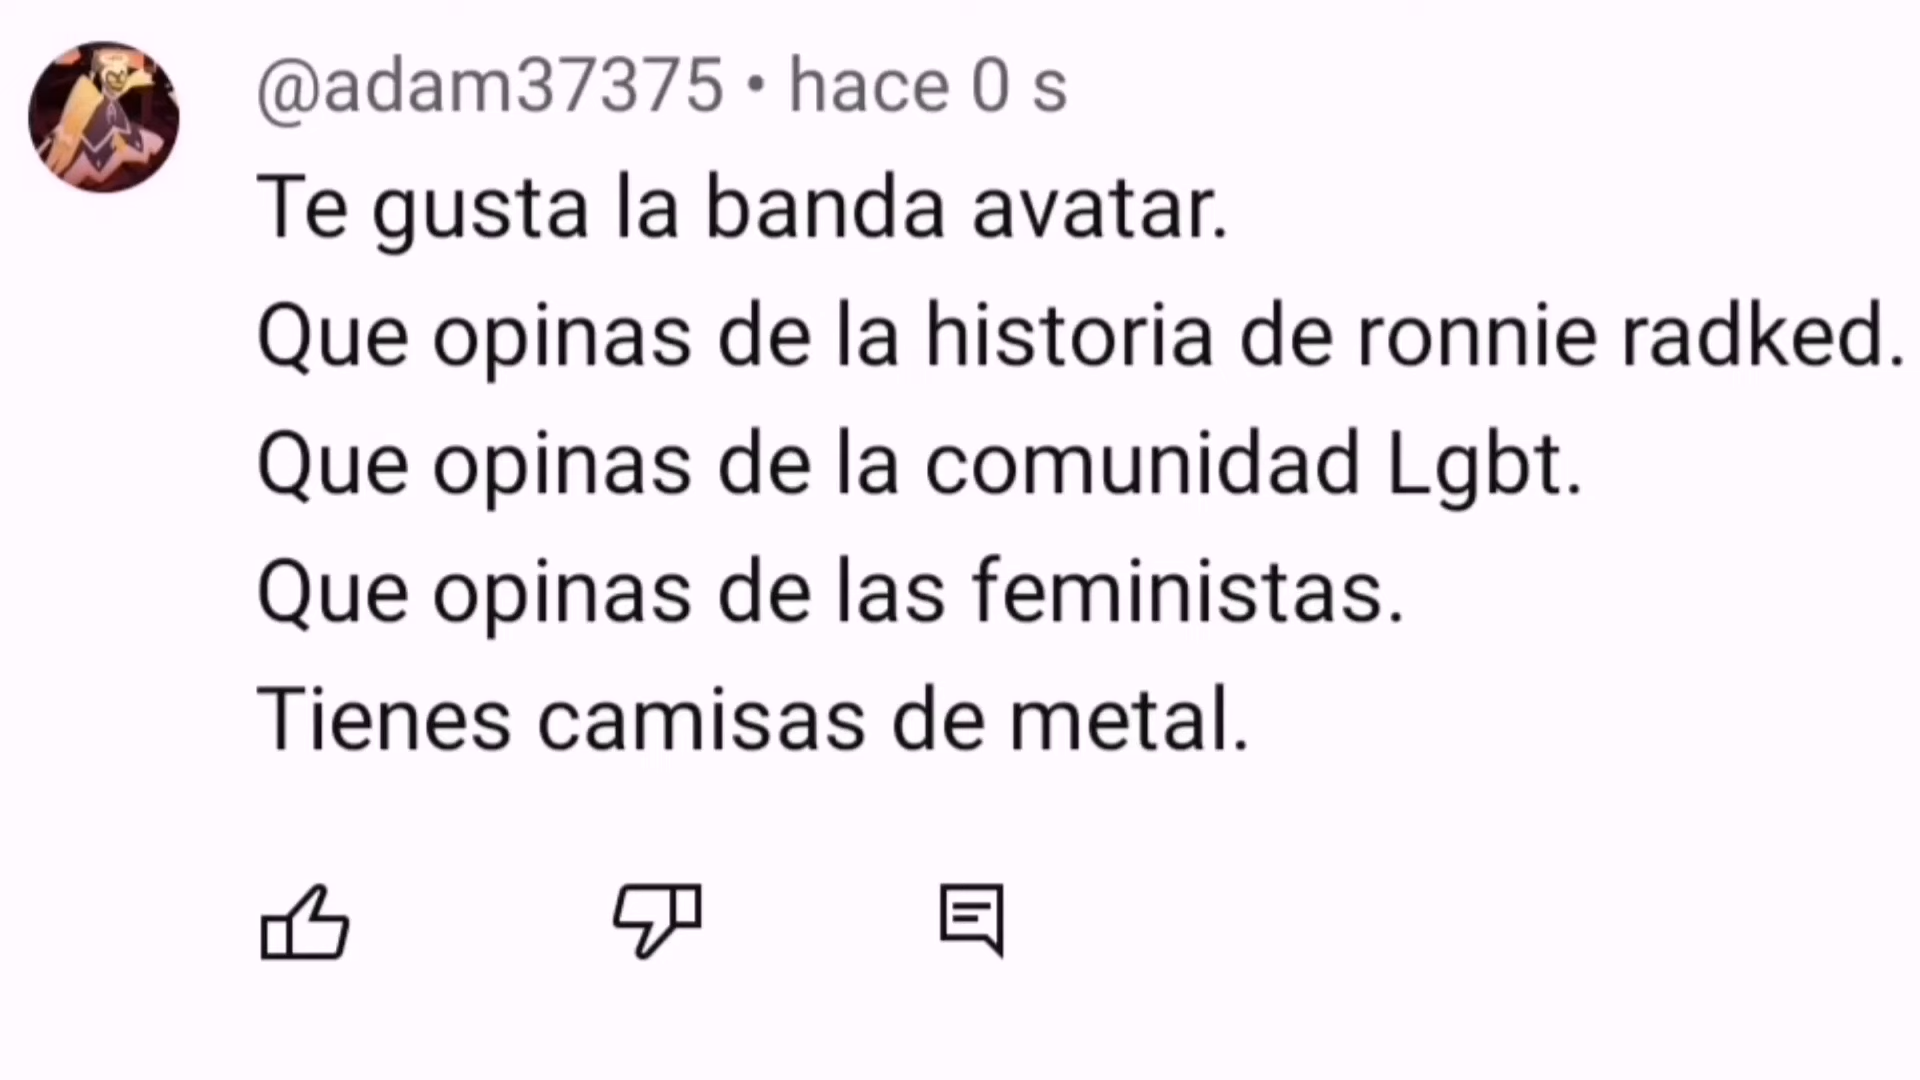 @adam37375 • hace 0 s
Te gusta la banda avatar.
Que opinas de la historia de ronnie radked.
Que opinas de la comunidad Lgbt.
Que opinas de las feministas.
Tienes camisas de metal.